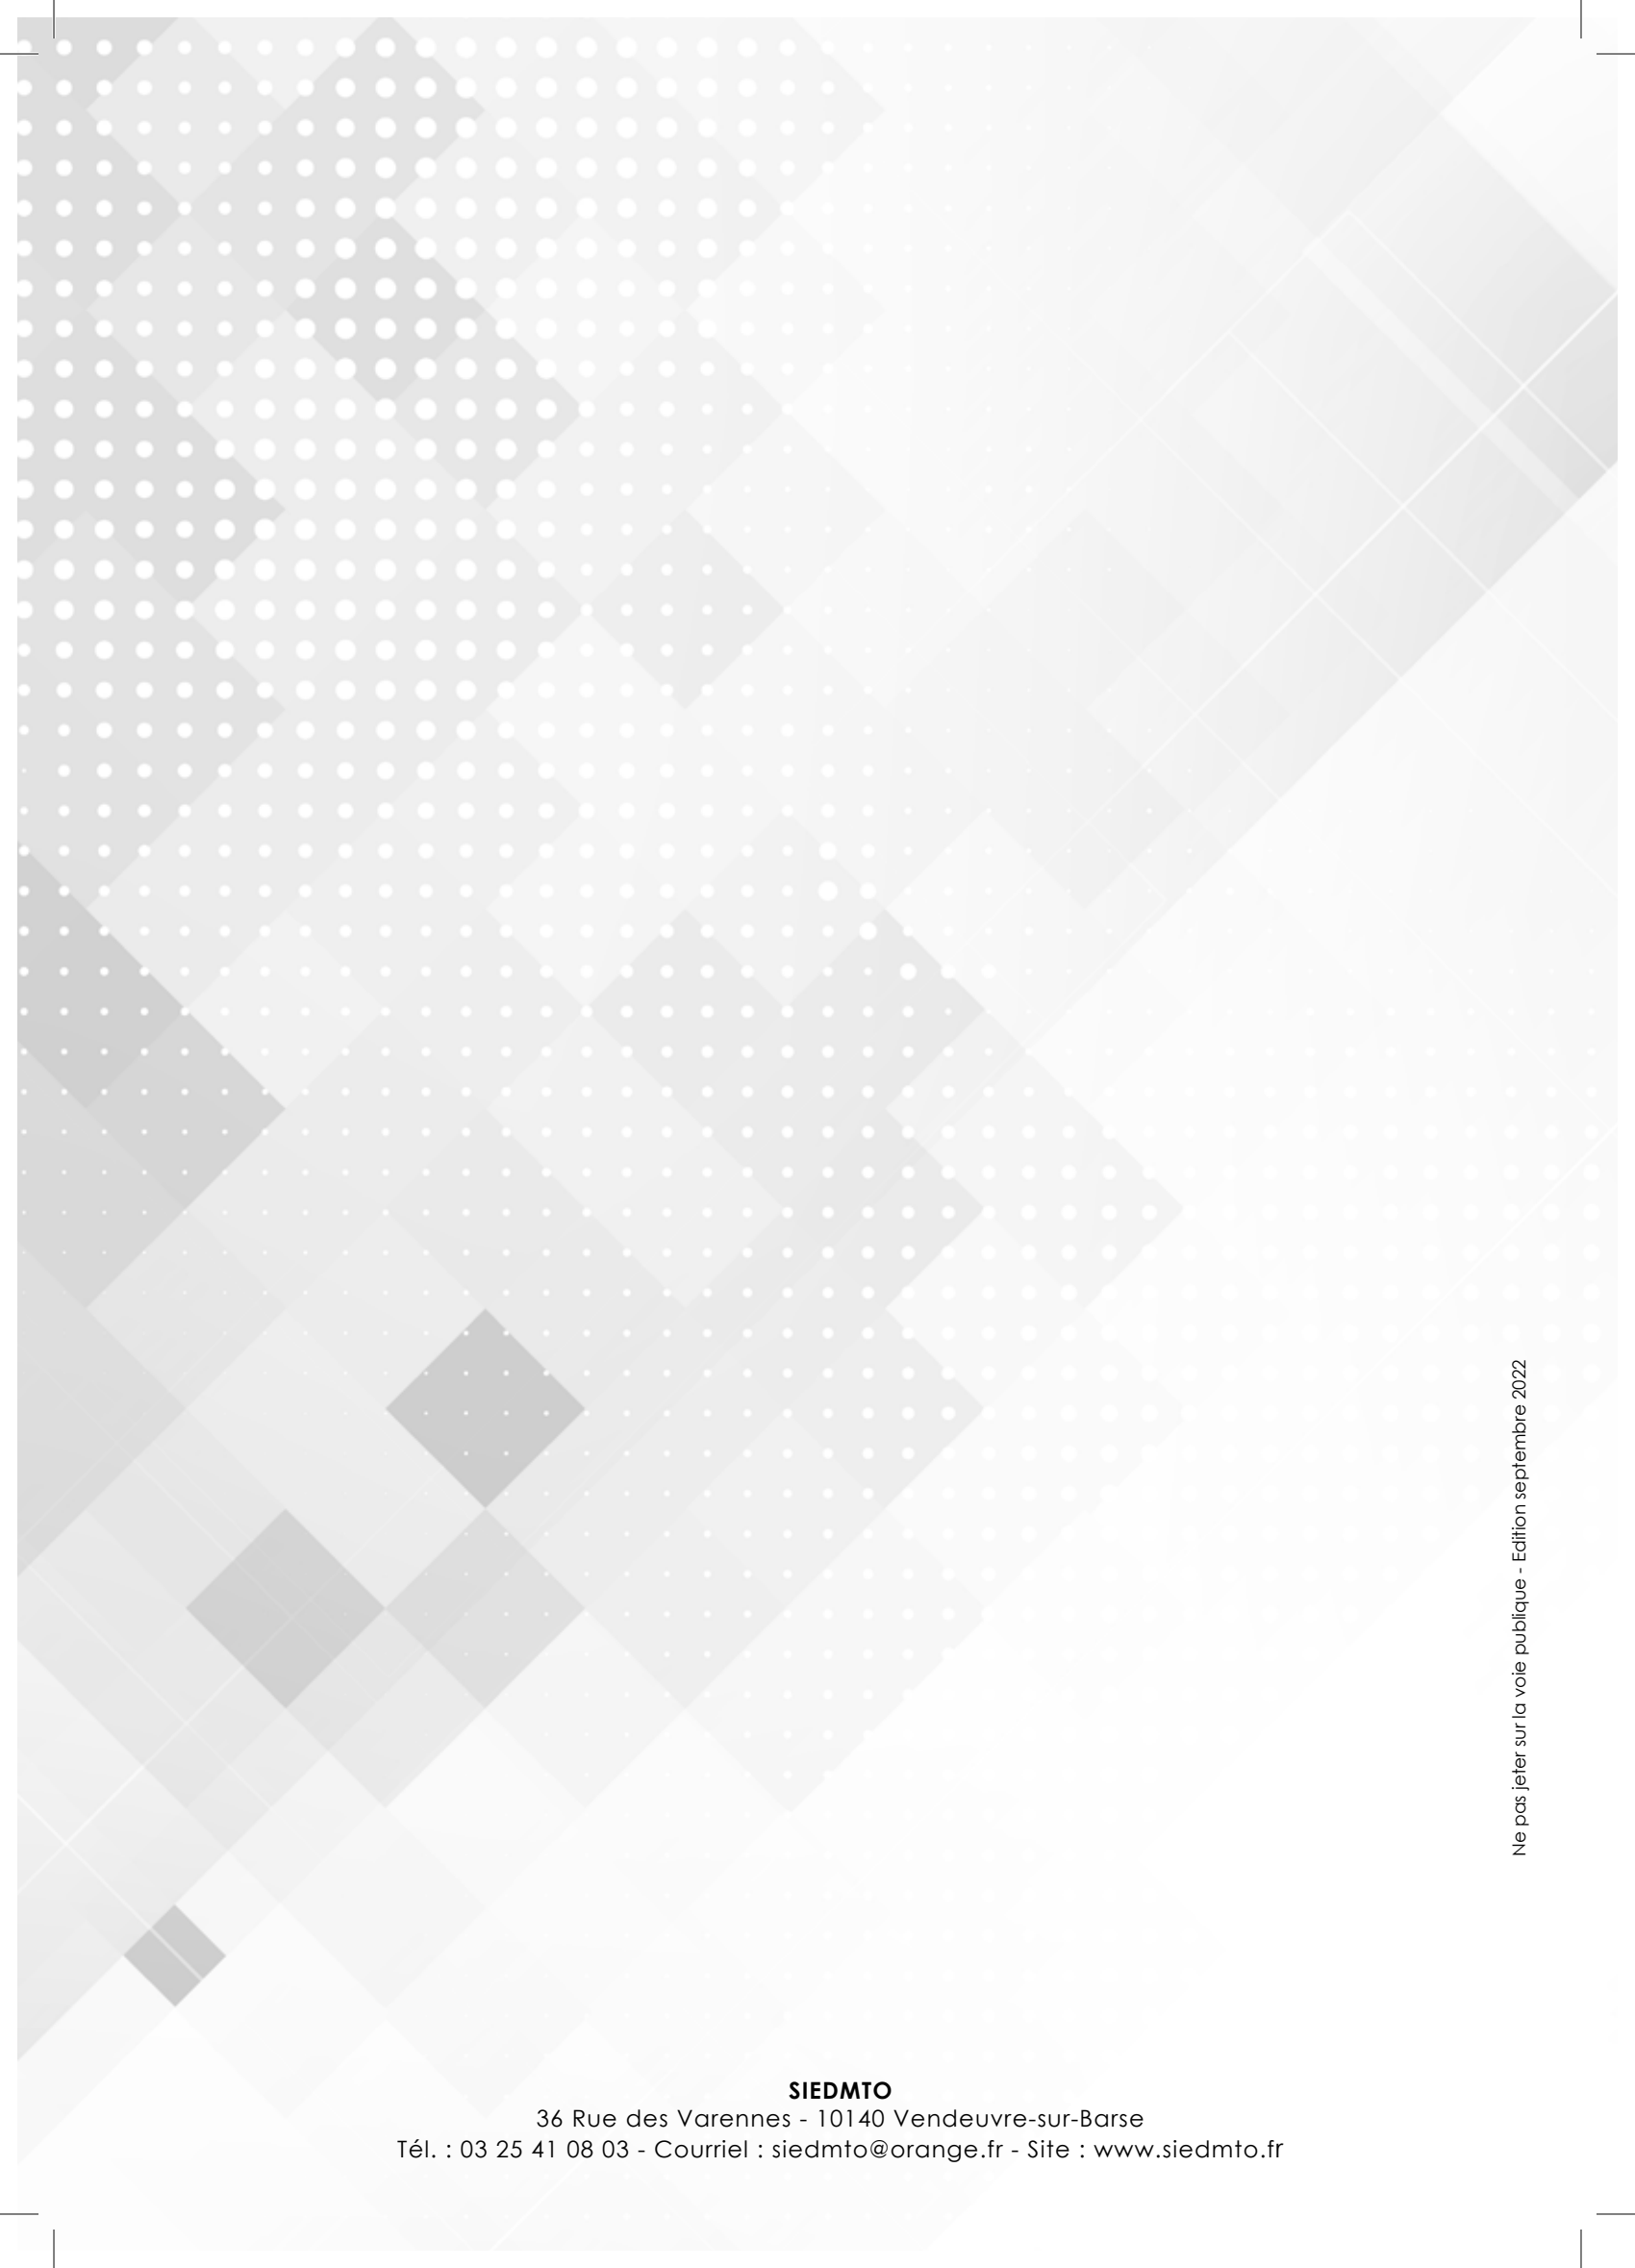 Ne pas jeter sur la voie publique - Edition septembre 2022
SIEDMTO
36 Rue des Varennes - 10140 Vendeuvre-sur-Barse
Tél. : 03 25 41 08 03 - Courriel : siedmto@orange.fr - Site : www.siedmto.fr